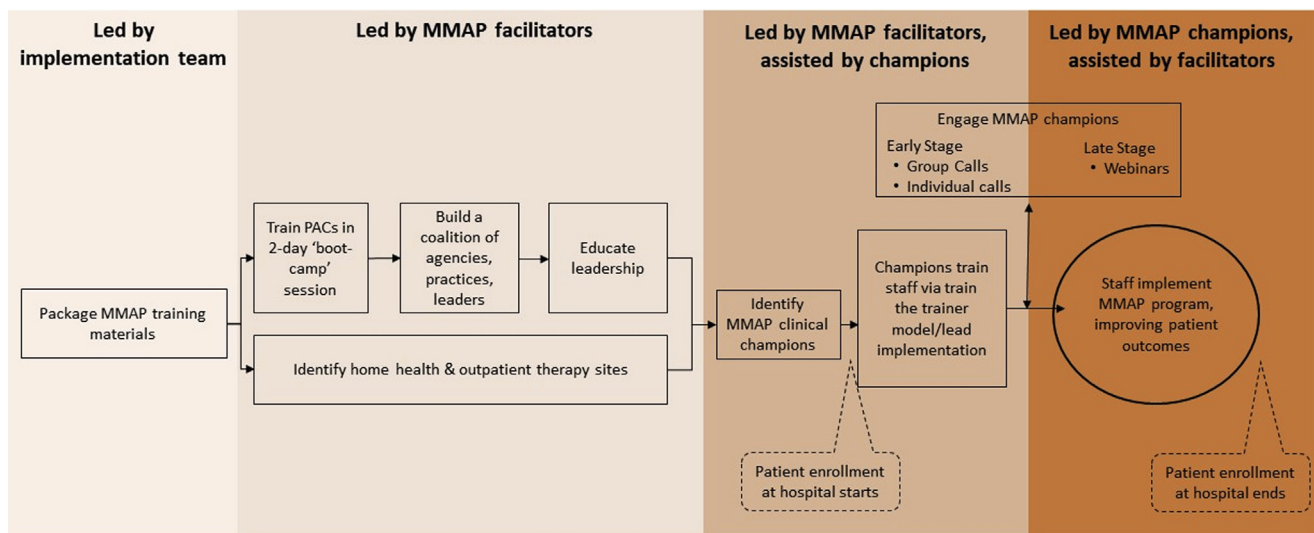 Led by
implementation team
Led by MMAP facilitators
Led by MMAP facilitators,
assisted by champions
Led by MMAP champions,
assisted by facilitators
Engage MMAP champions
Early Stage
• Group Calls
• Individual calls
Late Stage
• Webinars
Package MMAP training
materials
Train PACs in
2-day ‘boot-
camp’
session
Build a
coalition of
agencies,
practices,
leaders
Educate
leadership
Identify home health & outpatient therapy sites
Identify
MMAP clinical
champions
Champions train
staff via train
the trainer
model/lead
implementation
Staff implement
MMAP program,
improving patient
outcomes
Patient enrollment
at hospital starts
Patient enrollment
at hospital ends